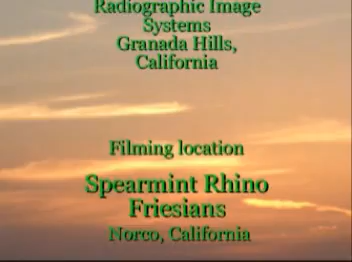 Radiographic Image
Systems
Granada Hills,
California
Filming location
Spearmint Rhino
Friesians
Norco, California